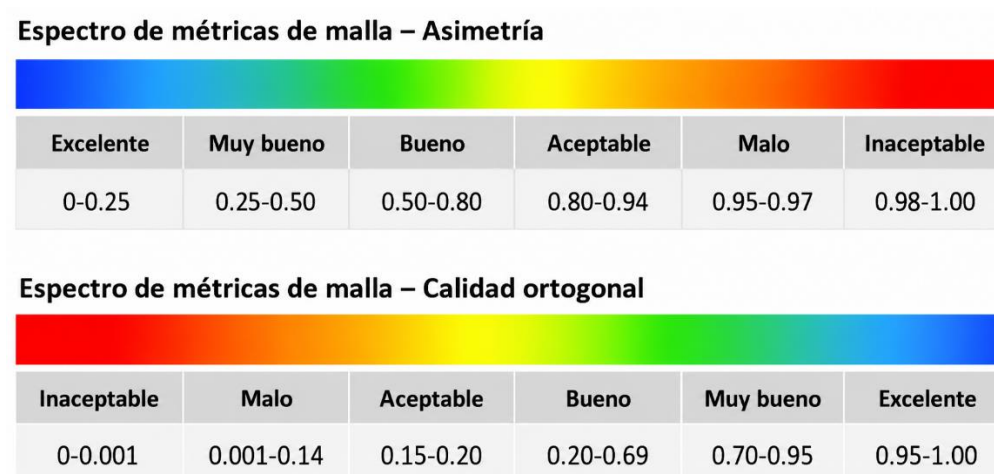 Espectro de métricas de malla – Asimetría
Excelente Muy bueno Bueno Aceptable Malo Inaceptable
0-0.25 0.25-0.50 0.50-0.80 0.80-0.94 0.95-0.97 0.98-1.00
Espectro de métricas de malla – Calidad ortogonal
Inaceptable Malo Aceptable Bueno Muy bueno Excelente
0-0.001 0.001-0.14 0.15-0.20 0.20-0.69 0.70-0.95 0.95-1.00